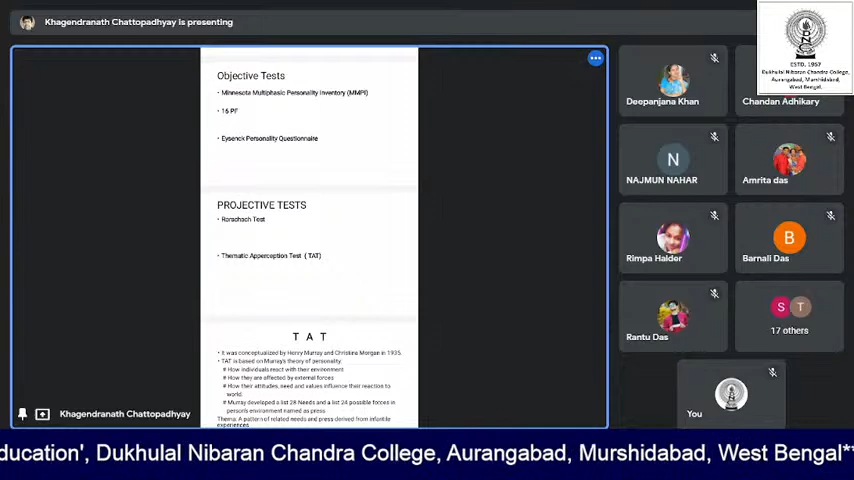 Khagendranath Chattopadhyay is presenting
ESTD. 1967
Dukhulal Nibaran Chandra College,
Aurangabad, Murshidabad,
West Bengal.
Objective Tests
• Minnesota Multiphasic Personality Inventory (MMPI)
• 16 PF
• Eysenck Personality Questionnaire
PROJECTIVE TESTS
• Rorschach Test
• Thematic Apperception Test ( TAT)
T A T
• It was conceptualized by Henry Murray and Christina Morgan in 1935.
• TAT is based on Murray's theory of personality.
# How individuals react with their environment
# How they are affected by external forces
# How their attitudes, need and values influence their reaction to
world.
# Murray developed a list 28 Needs and a list 24 possible forces in
person's environment named as press
Thema: A pattern of related needs and press derived from infantile
experiences
Khagendranath Chattopadhyay
Deepanjana Khan
Chandan Adhikary
N
NAJMUN NAHAR
Amrita das
Rimpa Halder
B
Barnali Das
Rantu Das
S T
17 others
You
ducation', Dukhulal Nibaran Chandra College, Aurangabad, Murshidabad, West Bengal**